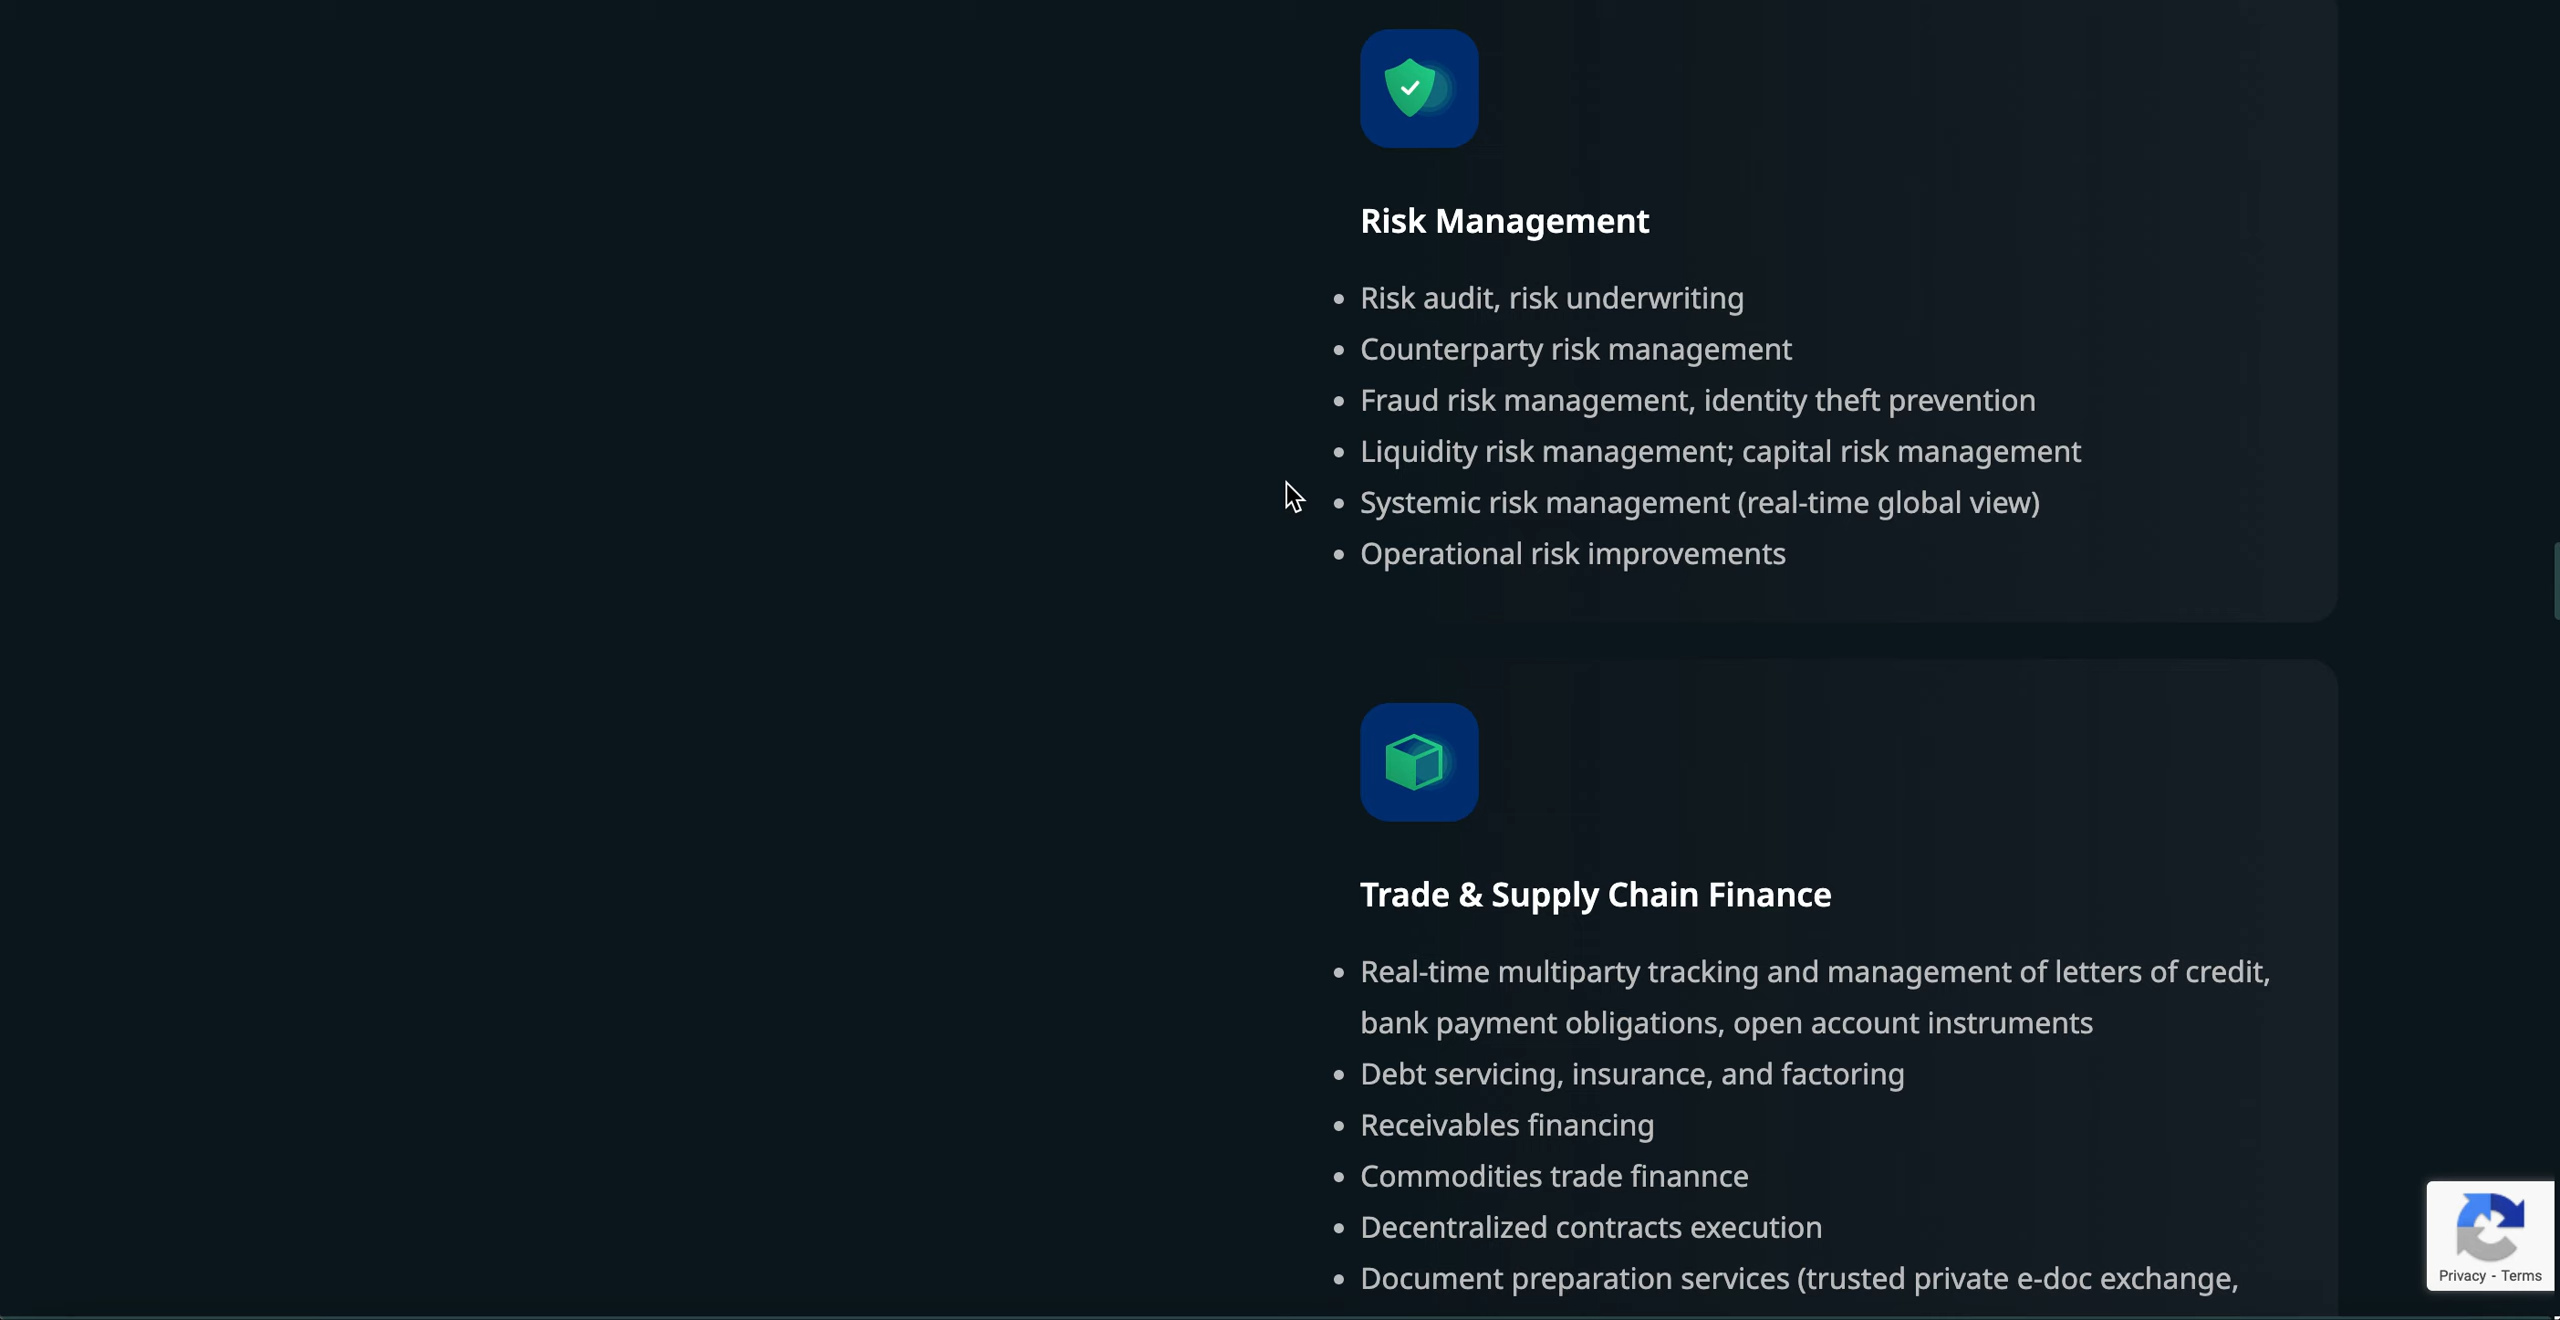 Risk Management
• Risk audit, risk underwriting
• Counterparty risk management
• Fraud risk management, identity theft prevention
• Liquidity risk management; capital risk management
• Systemic risk management (real-time global view)
• Operational risk improvements
Trade & Supply Chain Finance
• Real-time multiparty tracking and management of letters of credit,
bank payment obligations, open account instruments
• Debt servicing, insurance, and factoring
• Receivables financing
• Commodities trade finannce
• Decentralized contracts execution
• Document preparation services (trusted private e-doc exchange,
Privacy - Terms